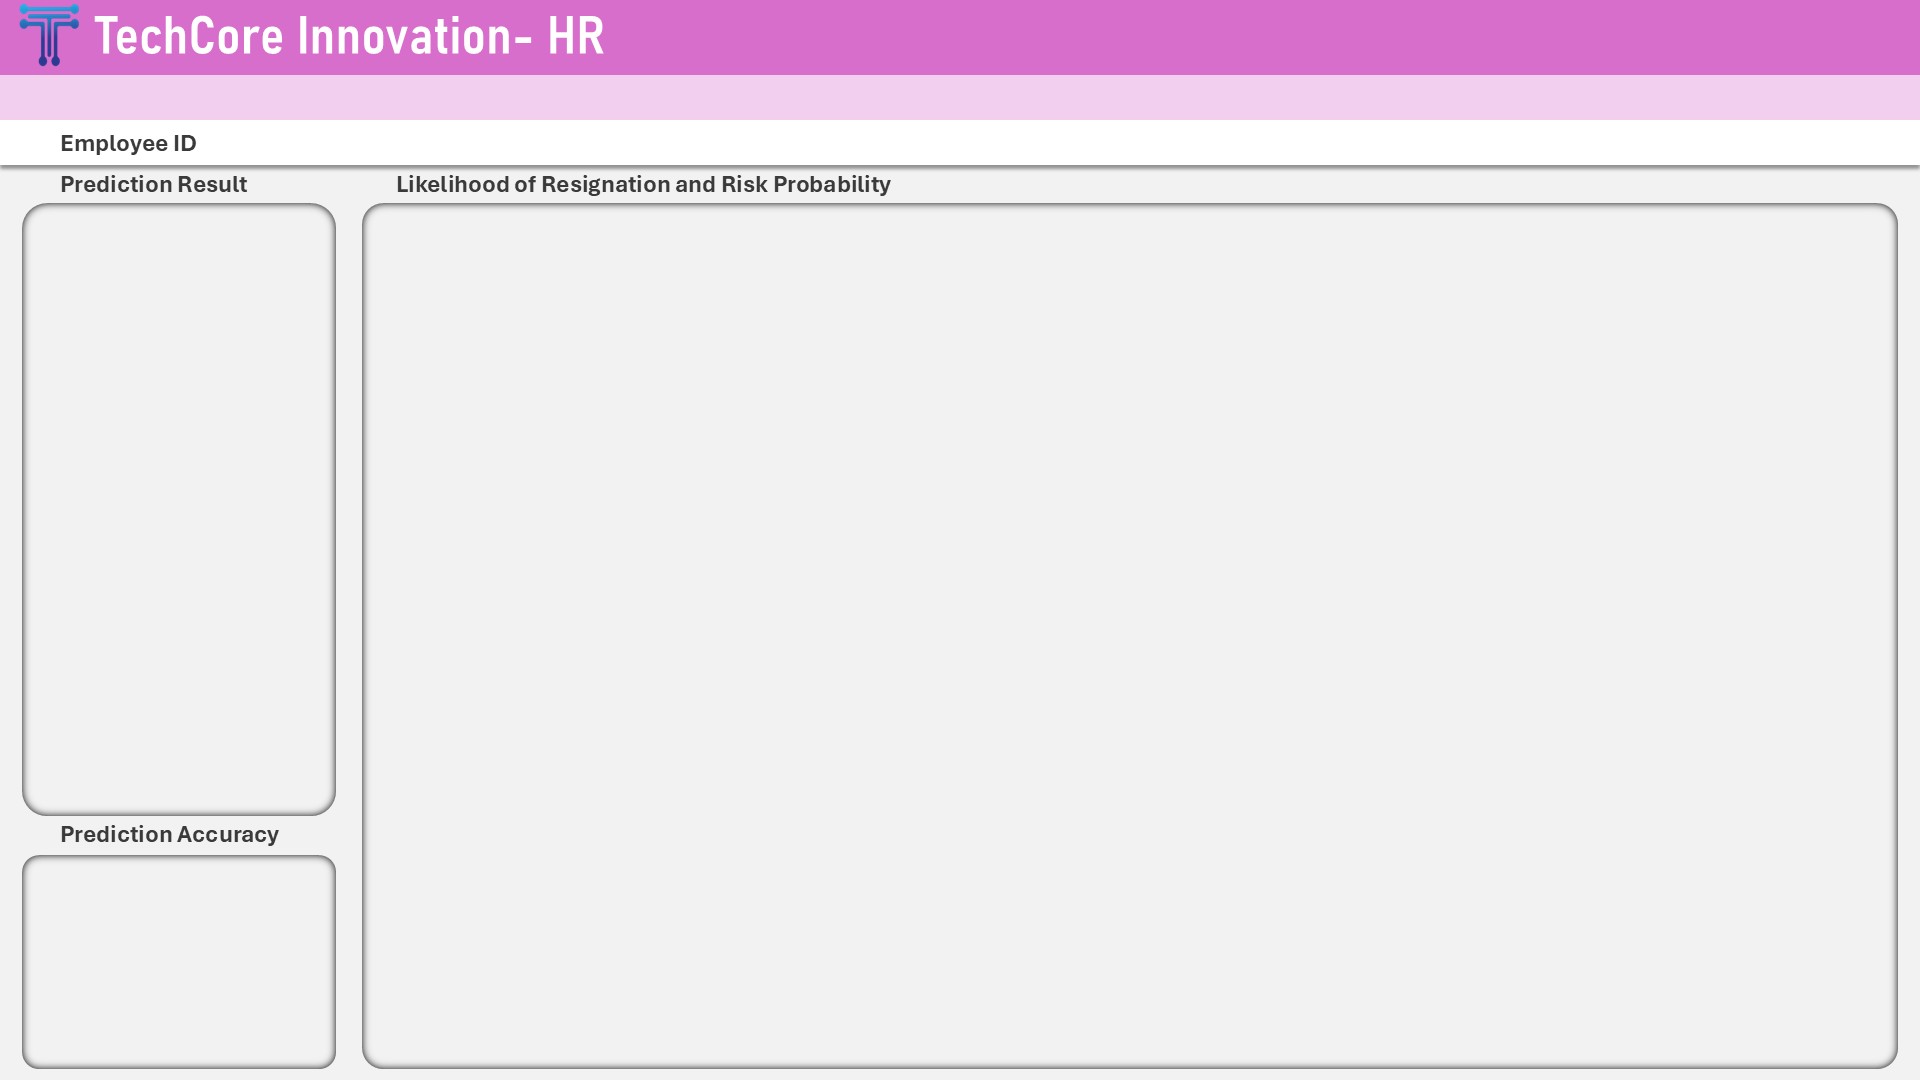 TechCore Innovation- HR
Employee ID
Prediction Result
Likelihood of Resignation and Risk Probability
Prediction Accuracy